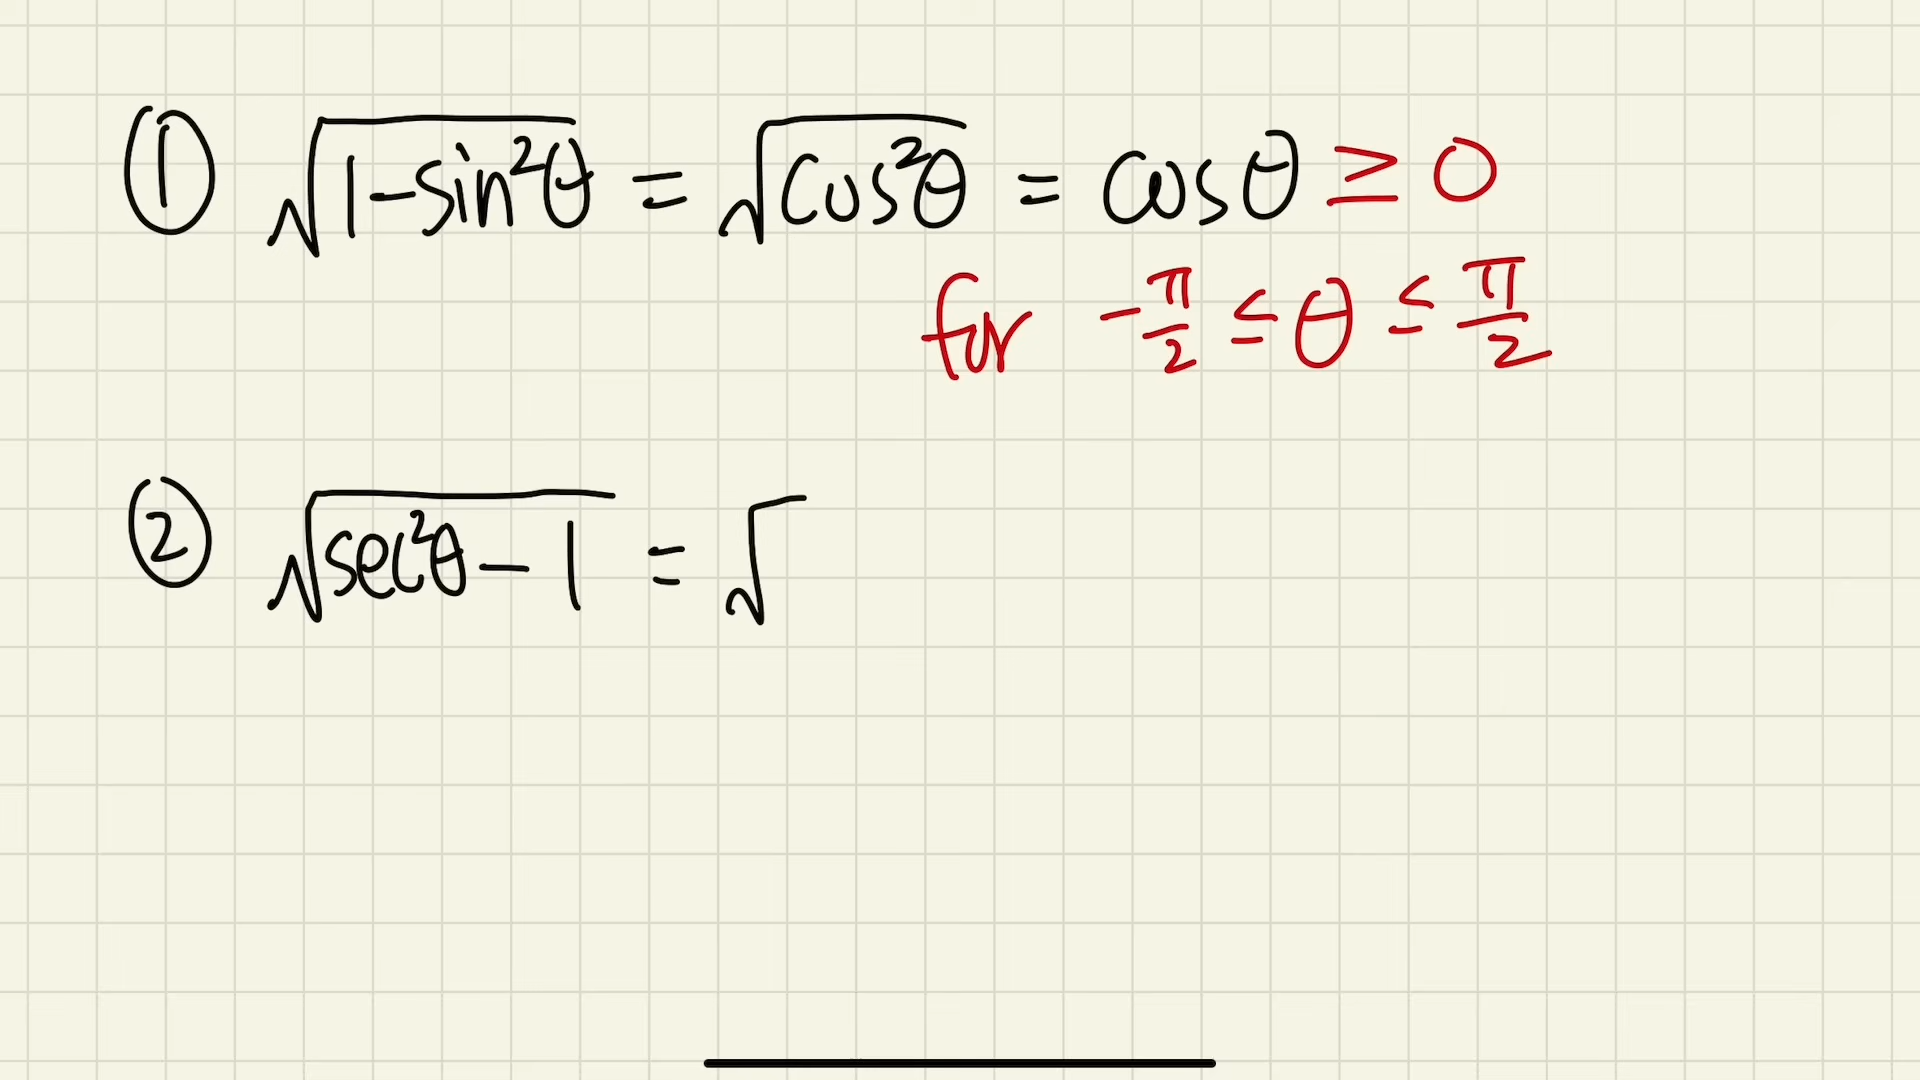 ① √(1-sin²θ) = √(cos²θ) = cosθ ≥ 0
for -π/2 ≤ θ ≤ π/2
② √(sec²θ - 1) = √